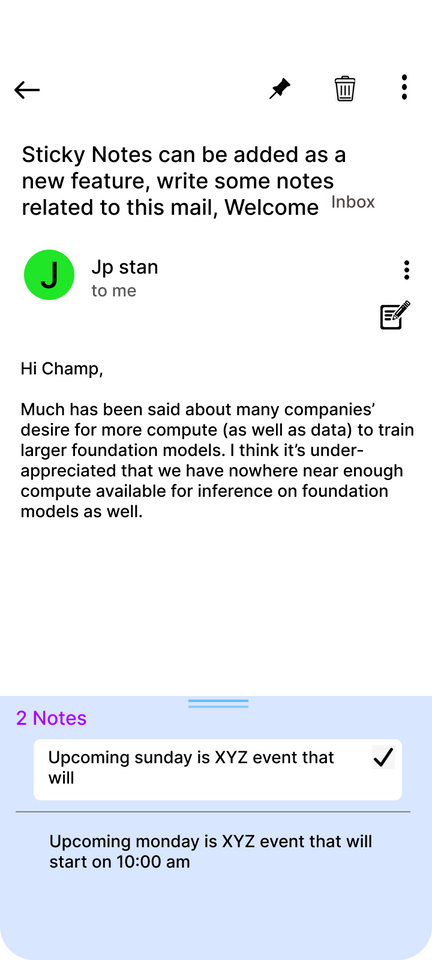 Sticky Notes can be added as a
new feature, write some notes
related to this mail, Welcome Inbox
J
Jp stan
to me
Hi Champ,
Much has been said about many companies’
desire for more compute (as well as data) to train
larger foundation models. I think it’s under-
appreciated that we have nowhere near enough
compute available for inference on foundation
models as well.
2 Notes
Upcoming sunday is XYZ event that
will
Upcoming monday is XYZ event that will
start on 10:00 am